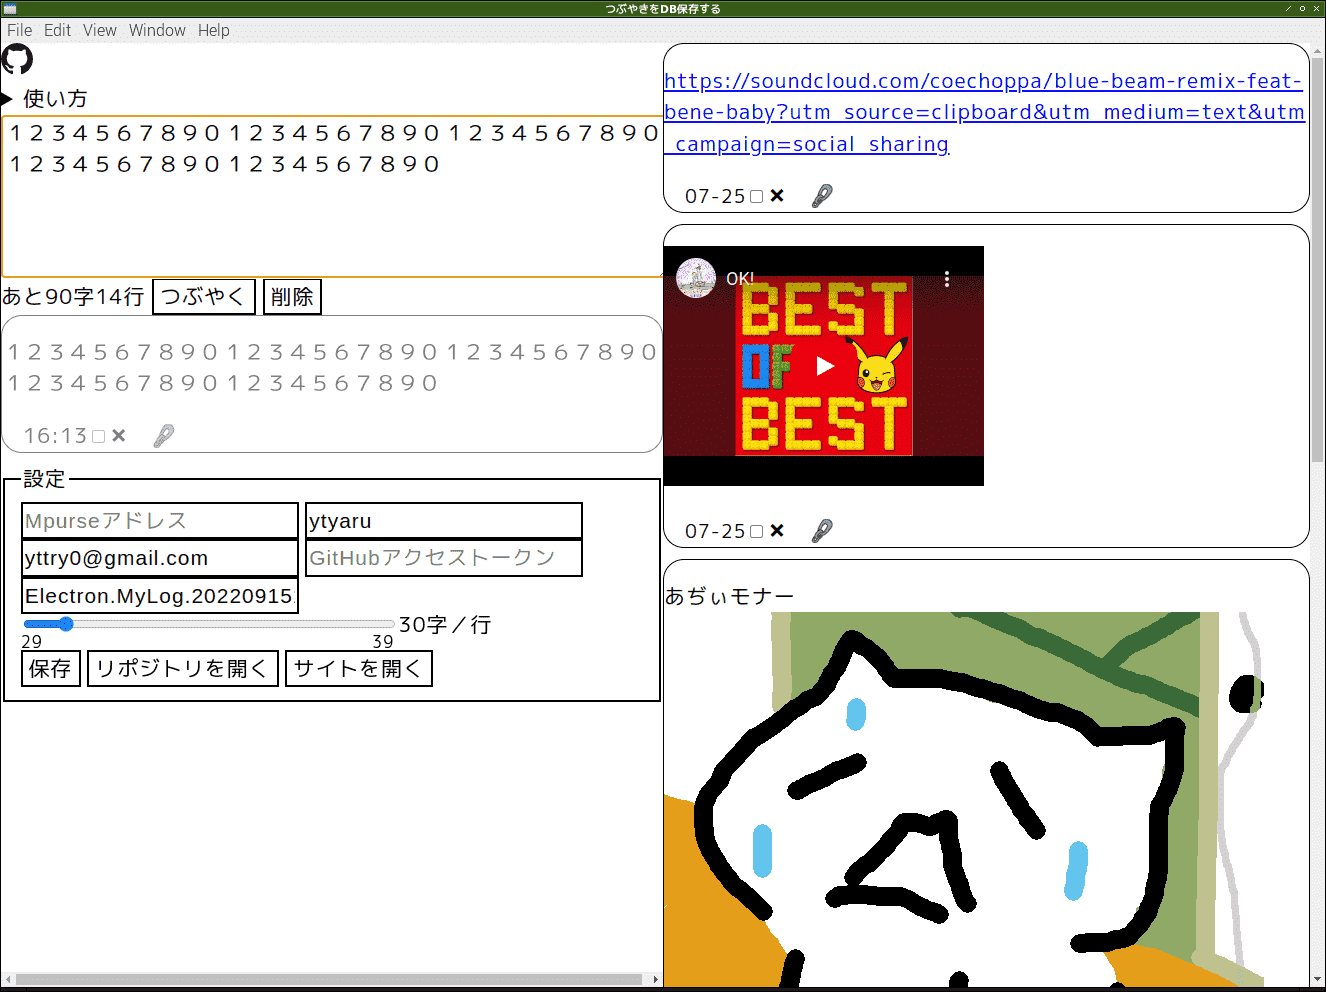 つぶやきをDB保存する
File Edit View Window Help
使い方
１２３４５６７８９０１２３４５６７８９０１２３４５６７８９０
１２３４５６７８９０１２３４５６７８９０
あと90字14行 つぶやく 削除
１２３４５６７８９０１２３４５６７８９０１２３４５６７８９０
１２３４５６７８９０１２３４５６７８９０
16:13
設定
Mpurseアドレス ytyaru
yttry0@gmail.com GitHubアクセストークン
Electron.MyLog.20220915
30字／行
29 39
保存 リポジトリを開く サイトを開く
https://soundcloud.com/coechoppa/blue-beam-remix-feat-
bene-baby?utm_source=clipboard&utm_medium=text&utm
_campaign=social_sharing
07-25
OK!
BEST
OF
BEST
07-25
あぢぃモナー